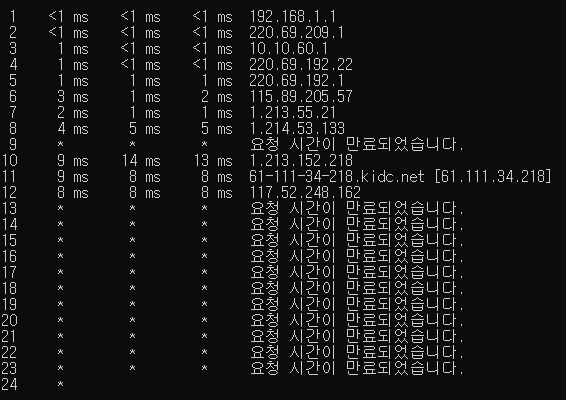 1 <1 ms <1 ms <1 ms 192.168.1.1
2 <1 ms <1 ms <1 ms 220.69.209.1
3 1 ms <1 ms <1 ms 10.10.60.1
4 1 ms <1 ms <1 ms 220.69.192.22
5 1 ms 1 ms 1 ms 220.69.192.1
6 3 ms 1 ms 2 ms 115.89.205.57
7 2 ms 1 ms 1 ms 1.213.55.21
8 4 ms 5 ms 5 ms 1.214.53.133
9 * * * 요청 시간이 만료되었습니다.
10 9 ms 14 ms 13 ms 1.213.152.218
11 9 ms 8 ms 8 ms 61-111-34-218.kidc.net [61.111.34.218]
12 8 ms 8 ms 8 ms 117.52.248.162
13 * * * 요청 시간이 만료되었습니다.
14 * * * 요청 시간이 만료되었습니다.
15 * * * 요청 시간이 만료되었습니다.
16 * * * 요청 시간이 만료되었습니다.
17 * * * 요청 시간이 만료되었습니다.
18 * * * 요청 시간이 만료되었습니다.
19 * * * 요청 시간이 만료되었습니다.
20 * * * 요청 시간이 만료되었습니다.
21 * * * 요청 시간이 만료되었습니다.
22 * * * 요청 시간이 만료되었습니다.
23 * * * 요청 시간이 만료되었습니다.
24 *